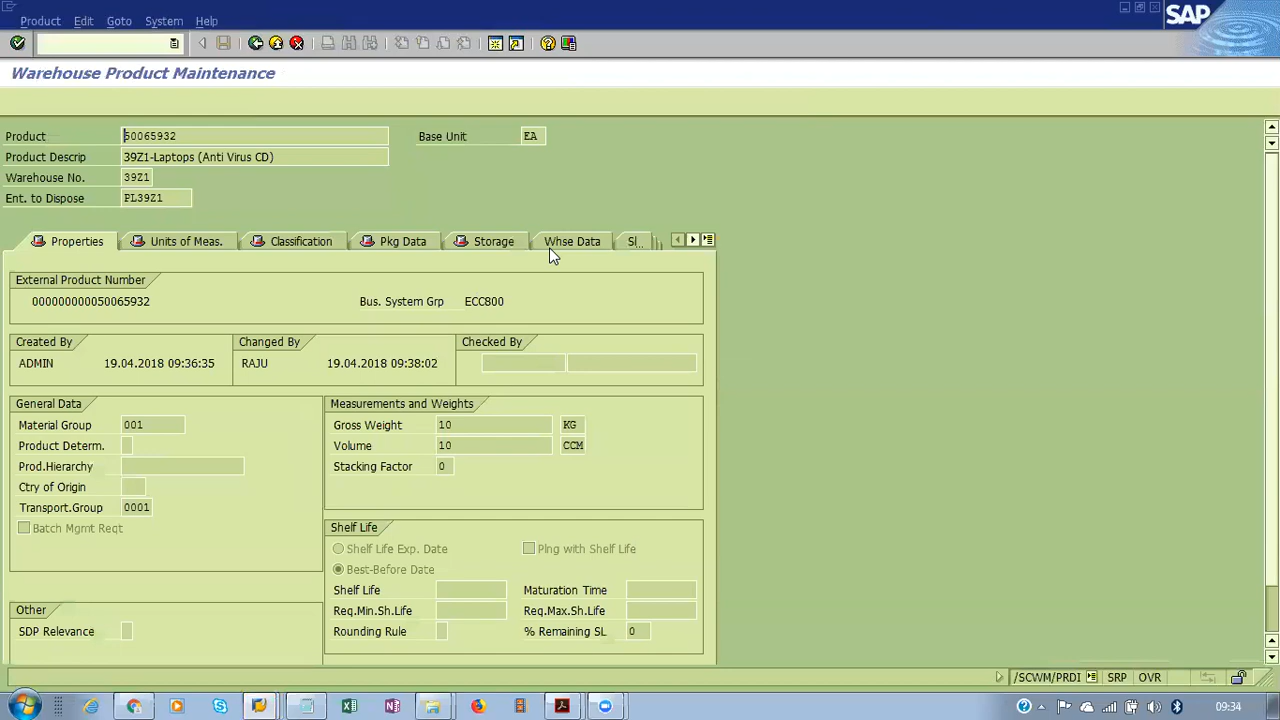 Product Edit Goto System Help
SAP
Warehouse Product Maintenance
Product 50065932 Base Unit EA
Product Descrip 39Z1-Laptops (Anti Virus CD)
Warehouse No. 39Z1
Ent. to Dispose PL39Z1
Properties Units of Meas. Classification Pkg Data Storage Whse Data Sl..
External Product Number
000000000050065932 Bus. System Grp ECC800
Created By Changed By Checked By
ADMIN 19.04.2018 09:36:35 RAJU 19.04.2018 09:38:02
General Data Measurements and Weights
Material Group 001 Gross Weight 10 KG
Product Determ. Volume 10 CCM
Prod.Hierarchy Stacking Factor 0
Ctry of Origin
Transport.Group 0001
Batch Mgmt Reqt Shelf Life
Shelf Life Exp. Date Plng with Shelf Life
Best-Before Date
Shelf Life Maturation Time
Other Req.Min.Sh.Life Req.Max.Sh.Life
SDP Relevance Rounding Rule % Remaining SL 0
/SCWM/PRDI SRP OVR
09:34